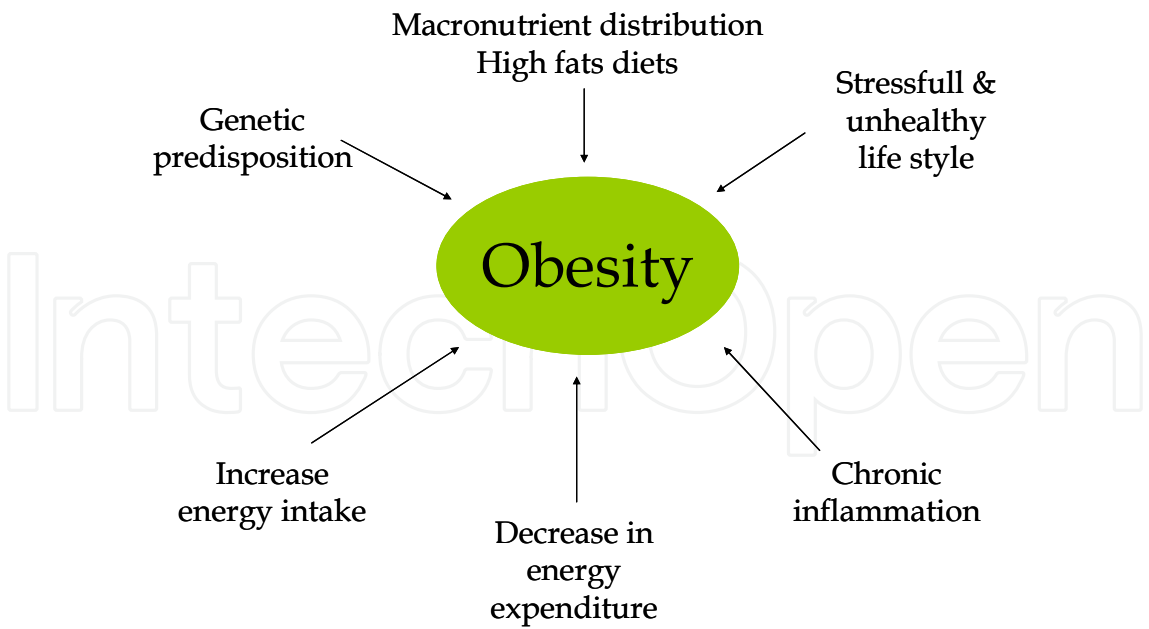 Macronutrient distribution
High fats diets
Genetic
predisposition
Stressfull &
unhealthy
life style
Obesity
IntechOpen
Increase
energy intake
Decrease in
energy
expenditure
Chronic
inflammation